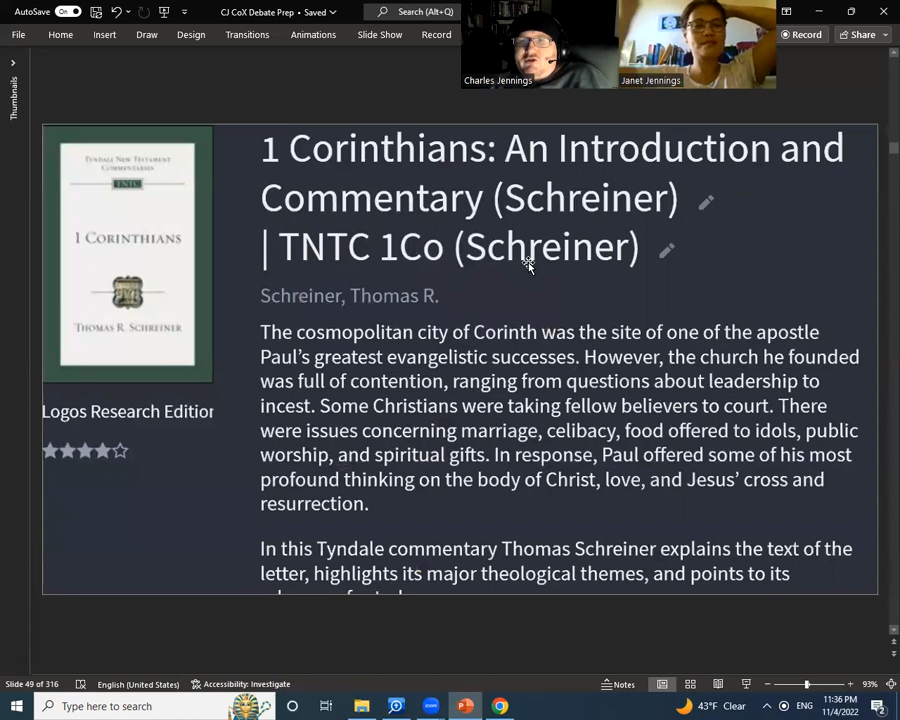 AutoSave
On
CJ CoX Debate Prep • Saved
Search (Alt+Q)
File
Home
Insert
Draw
Design
Transitions
Animations
Slide Show
Record
Record
Share
Charles Jennings
Janet Jennings
Thumbnails
TYNDALE NEW TESTAMENT
COMMENTARIES
TNTC
1 CORINTHIANS
THOMAS R. SCHREINER
Logos Research Edition
1 Corinthians: An Introduction and
Commentary (Schreiner)
| TNTC 1Co (Schreiner)
Schreiner, Thomas R.
The cosmopolitan city of Corinth was the site of one of the apostle
Paul's greatest evangelistic successes. However, the church he founded
was full of contention, ranging from questions about leadership to
incest. Some Christians were taking fellow believers to court. There
were issues concerning marriage, celibacy, food offered to idols, public
worship, and spiritual gifts. In response, Paul offered some of his most
profound thinking on the body of Christ, love, and Jesus' cross and
resurrection.
In this Tyndale commentary Thomas Schreiner explains the text of the
letter, highlights its major theological themes, and points to its
Slide 49 of 316
English (United States)
Accessibility: Investigate
Notes
93%
Type here to search
43°F Clear
ENG
11:36 PM
11/4/2022
2